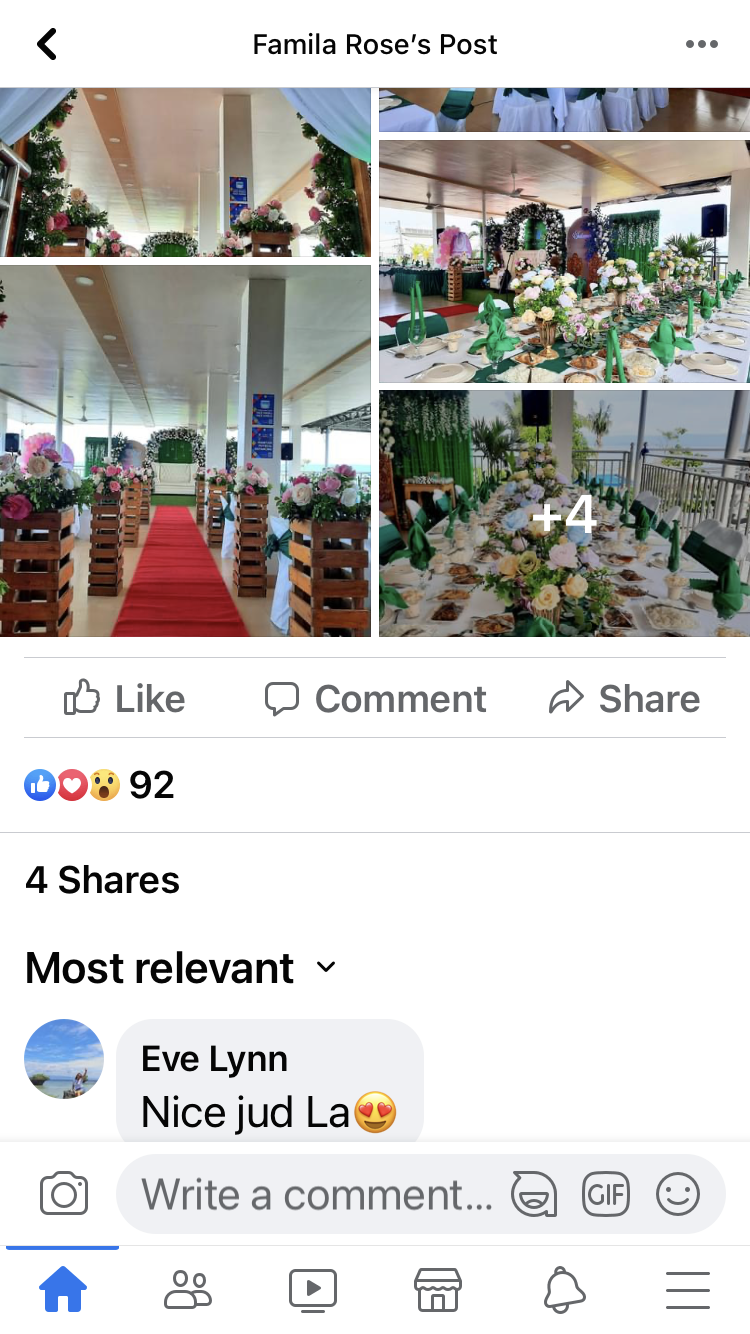 Famila Rose's Post
+4
Like
Comment
Share
92
4 Shares
Most relevant
Eve Lynn
Nice jud La😍
Write a comment...
GIF